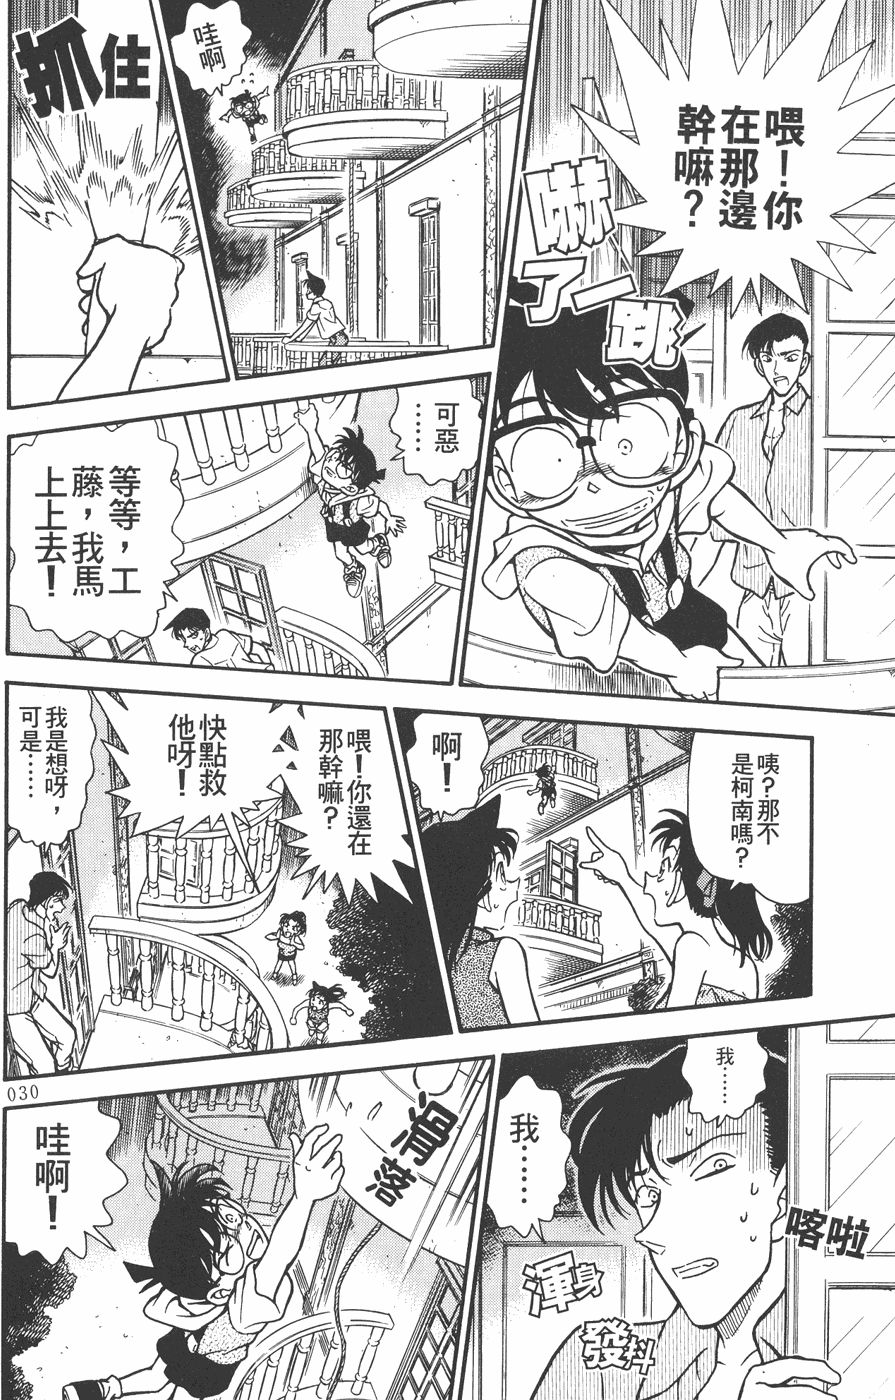 喂！你
在那邊
幹嘛？
嚇
了一
跳
哇啊
抓住
可惡
……
等等，工
藤，我馬
上上去！
咦？那不
是柯南嗎？
啊！
喂！你還在
那幹嘛？
快點救
他呀！
我是想呀，
可是……
我…
我……
喀啦
渾身
發抖
滑落
哇啊！
030